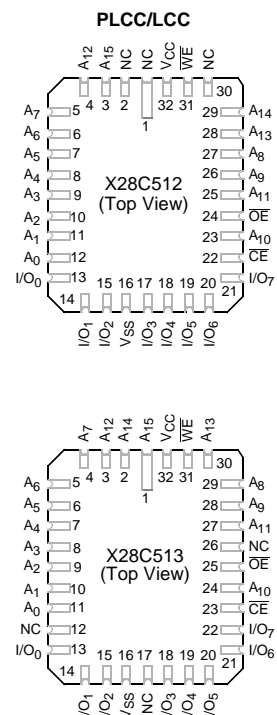 PLCC/LCC
A12 A15 NC NC VCC WE NC
4 3 2 1 32 31 30
A7 5 29 A14
A6 6 28 A13
A5 7 27 A8
A4 8 26 A9
A3 9 25 A11
A2 10 24 OE
A1 11 23 A10
A0 12 22 CE
I/O0 13 21 I/O7
X28C512
(Top View)
14 15 16 17 18 19 20
I/O1 I/O2 VSS I/O3 I/O4 I/O5 I/O6
A7 A12 A14 A15 VCC WE A13
4 3 2 1 32 31 30
A6 5 29 A8
A5 6 28 A9
A4 7 27 A11
A3 8 26 NC
A2 9 25 OE
A1 10 24 A10
A0 11 23 CE
NC 12 22 I/O7
I/O0 13 21 I/O6
X28C513
(Top View)
14 15 16 17 18 19 20
I/O1 I/O2 VSS NC I/O3 I/O4 I/O5